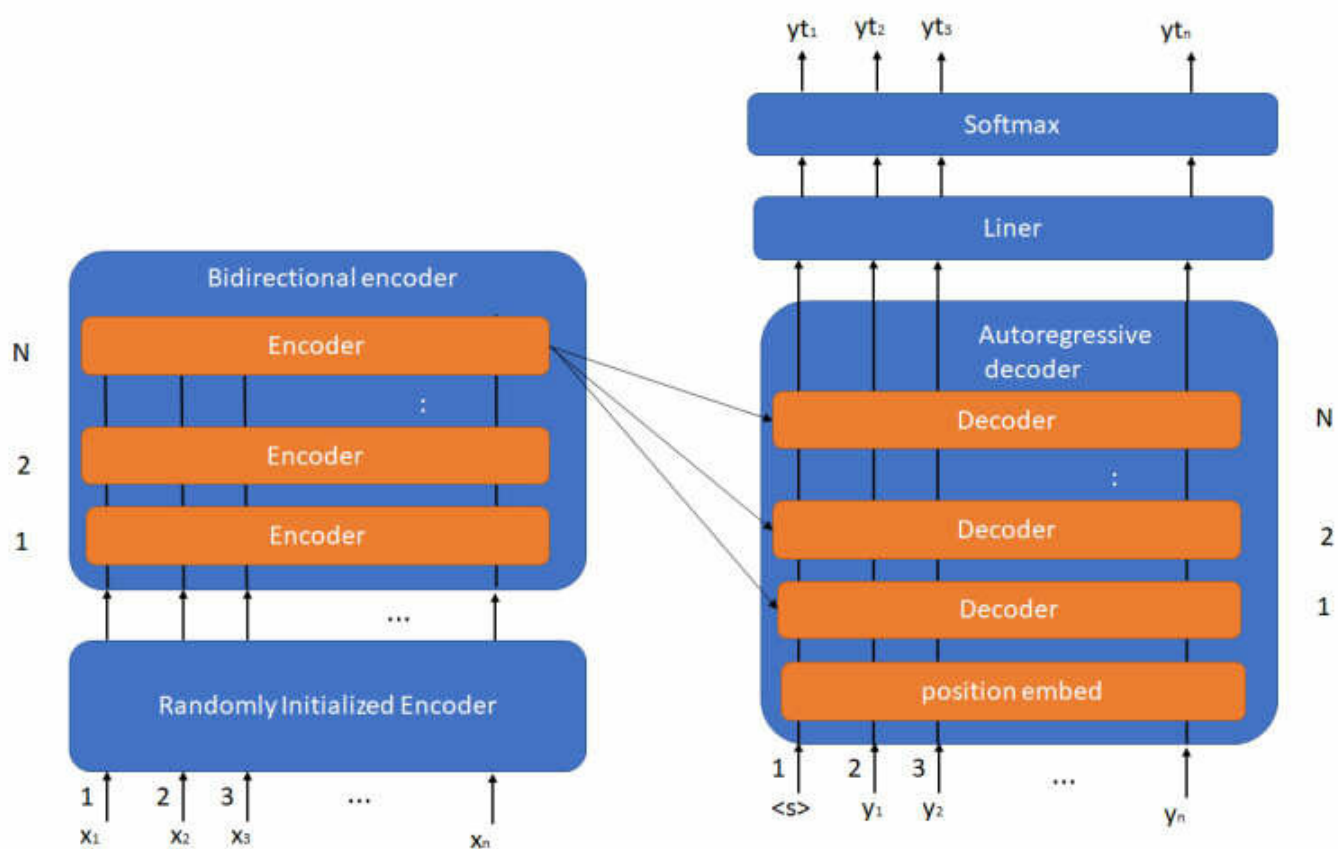 yt₁ yt₂ yt₃ ytₙ
Softmax
Liner
Bidirectional encoder
N Encoder
:
2 Encoder
1 Encoder
...
Randomly Initialized Encoder
1 2 3 ...
x₁ x₂ x₃ xₙ
Autoregressive
decoder
Decoder N
:
Decoder 2
Decoder 1
position embed
1 2 3 ...
<s> y₁ y₂ yₙ